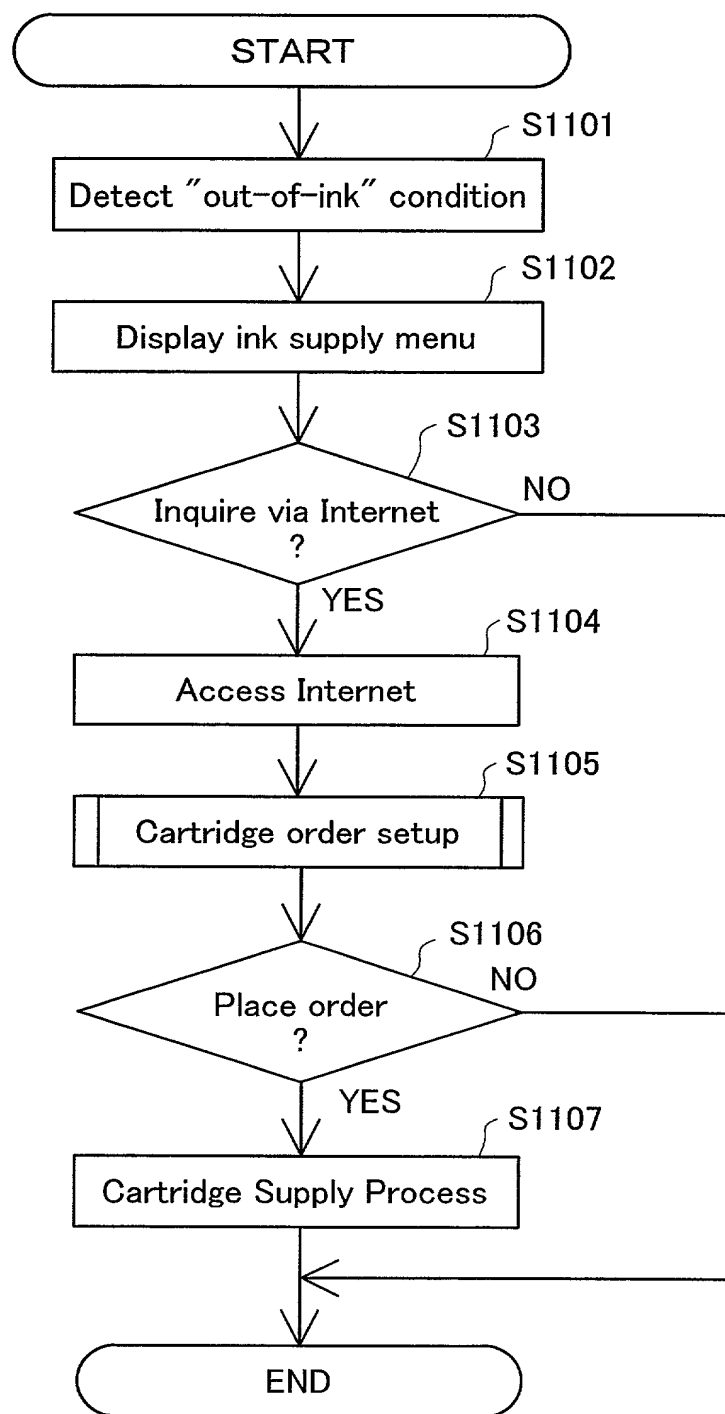 START
S1101
Detect "out-of-ink" condition
S1102
Display ink supply menu
S1103
Inquire via Internet
?
NO
YES
S1104
Access Internet
S1105
Cartridge order setup
S1106
Place order
?
NO
YES
S1107
Cartridge Supply Process
END